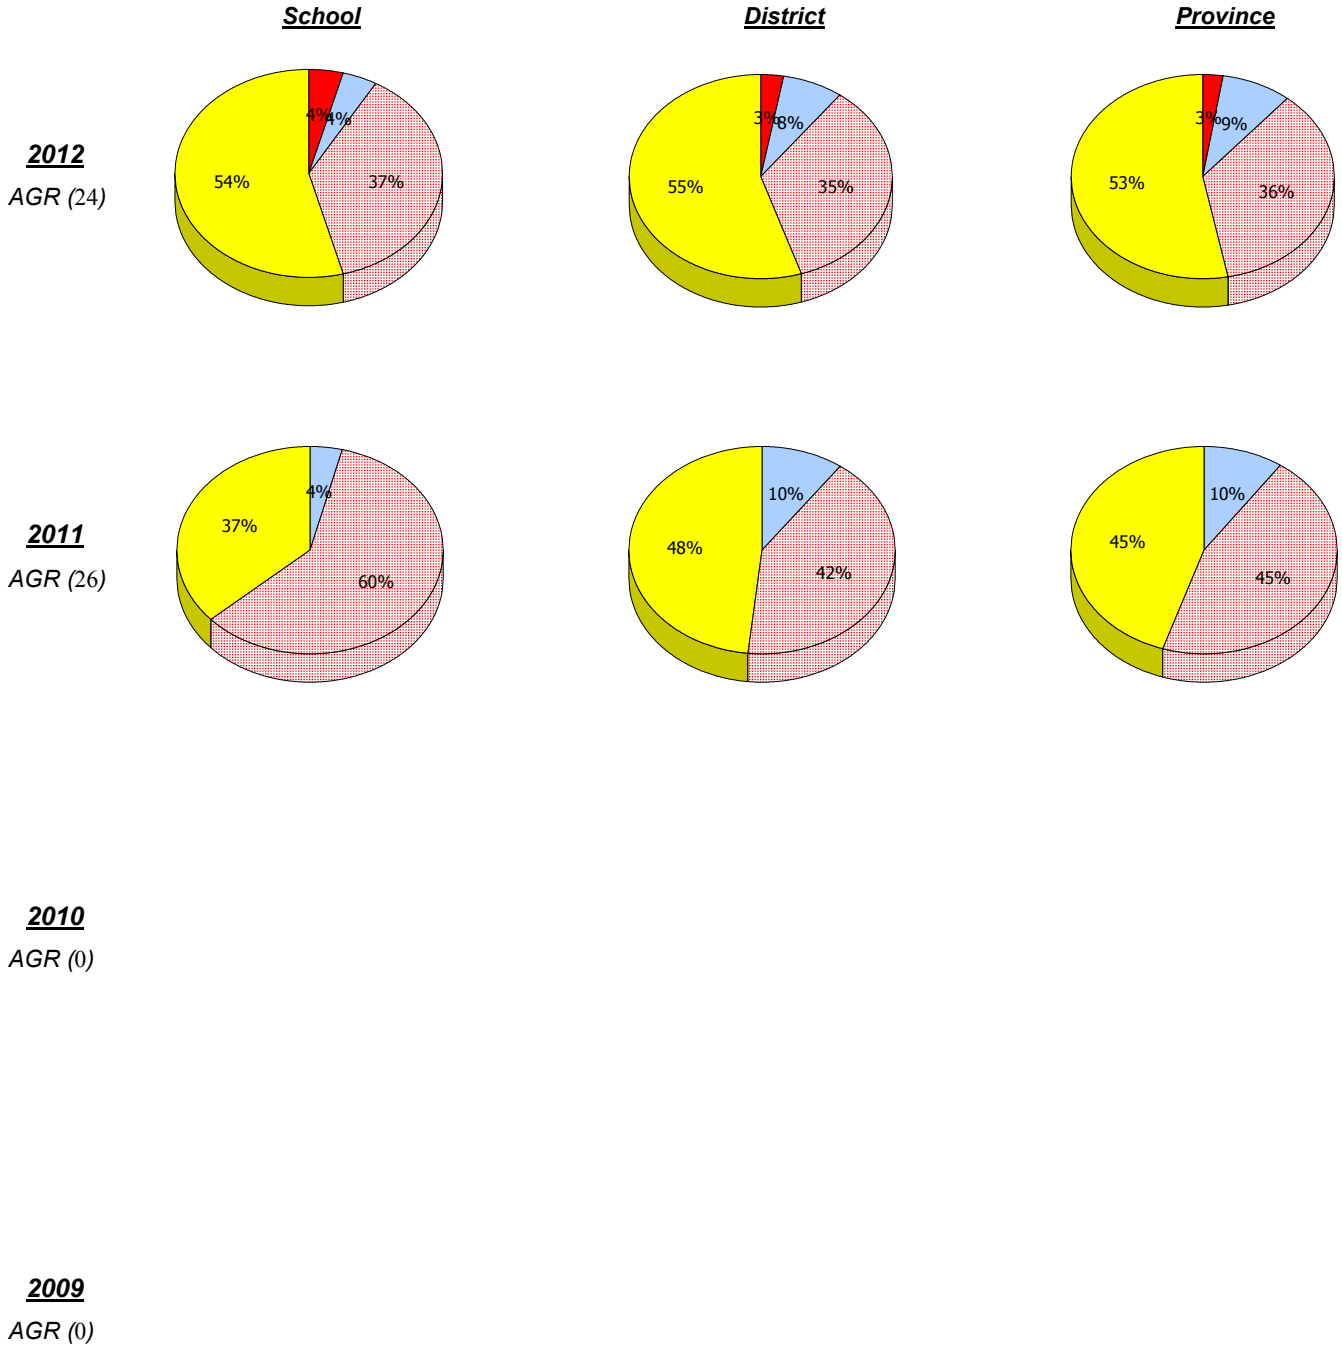 School District Province
4% 4% 3% 8% 3% 9%
2012
AGR (24)
54% 37% 55% 35% 53% 36%
4% 10% 10%
2011
AGR (26)
37% 60% 48% 42% 45% 45%
2010
AGR (0)
2009
AGR (0)